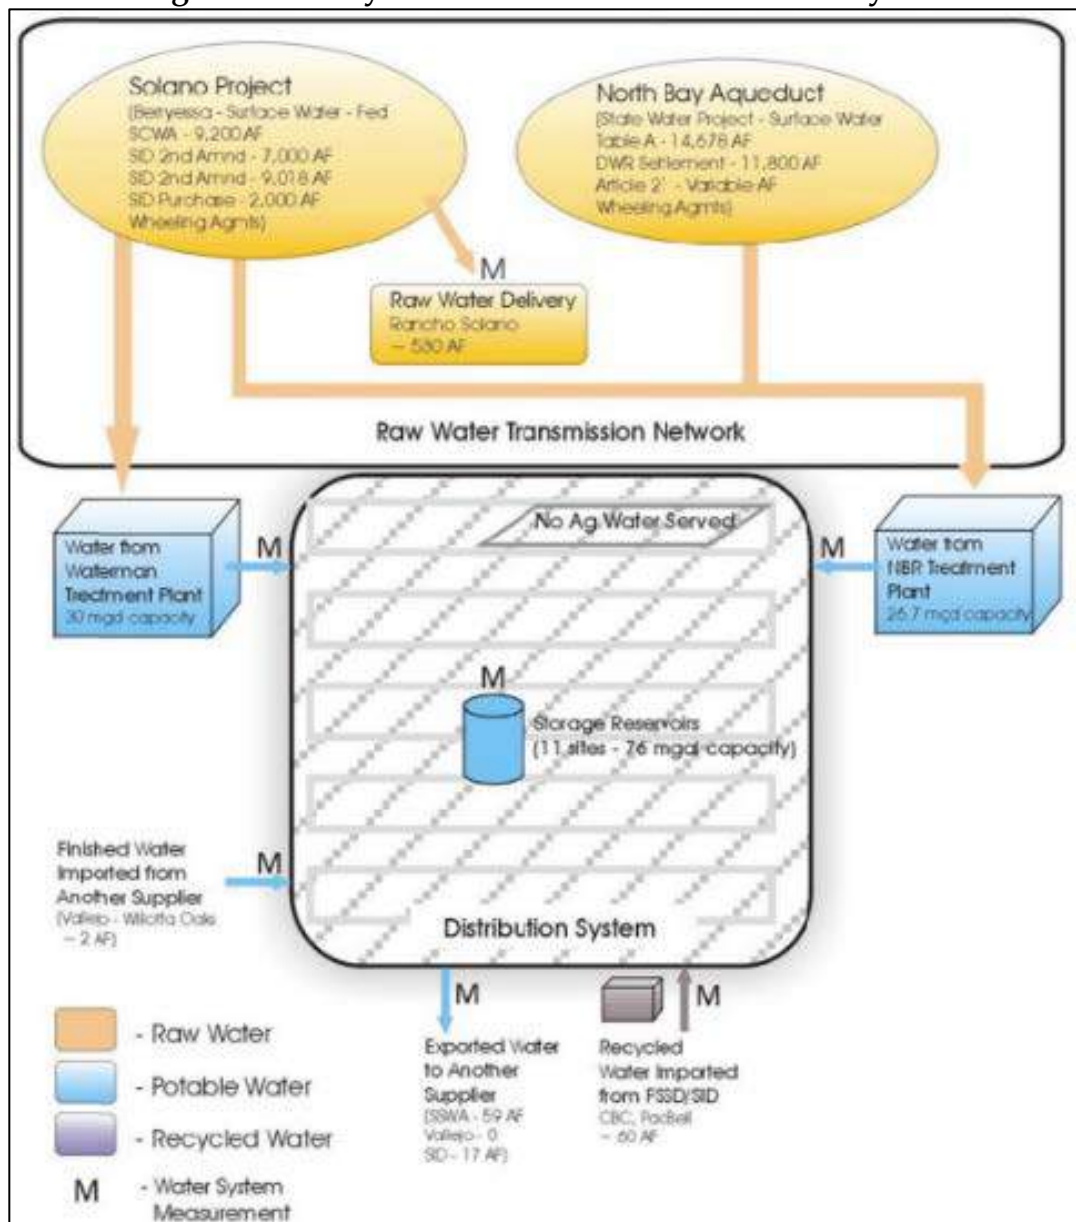 Solano Project
(Berryessa - Surface Water - Fed
SCWA - 9,200 AF
SID 2nd Amnd - 7,000 AF
SID 2nd Amnd - 9,018 AF
SID Purchase - 2,000 AF
Wheeling Agmts)
North Bay Aqueduct
(State Water Project - Surface Water
Table A - 14,678 AF
DWR Settlement - 11,800 AF
Article 2' - Variable AF
Wheeling Agmts)
M
Raw Water Delivery
Rancho Solano
~ 530 AF
Raw Water Transmission Network
Water from
Waterman
Treatment Plant
30 mgd capacity
M
No Ag Water Served
M
Water from
NBR Treatment
Plant
26.7 mgd capacity
M
Storage Reservoirs
(11 sites - 76 mgal capacity)
Finished Water
Imported from
Another Supplier
(Vallejo - Willotta Oaks
~ 2 AF)
M
Distribution System
M
Exported Water
to Another
Supplier
(SSWA - 59 AF
Vallejo - 0
SID - 17 AF)
M
Recycled
Water Imported
from FSSD/SID
CBC, PacBell
~ 60 AF
- Raw Water
- Potable Water
- Recycled Water
M - Water System
Measurement